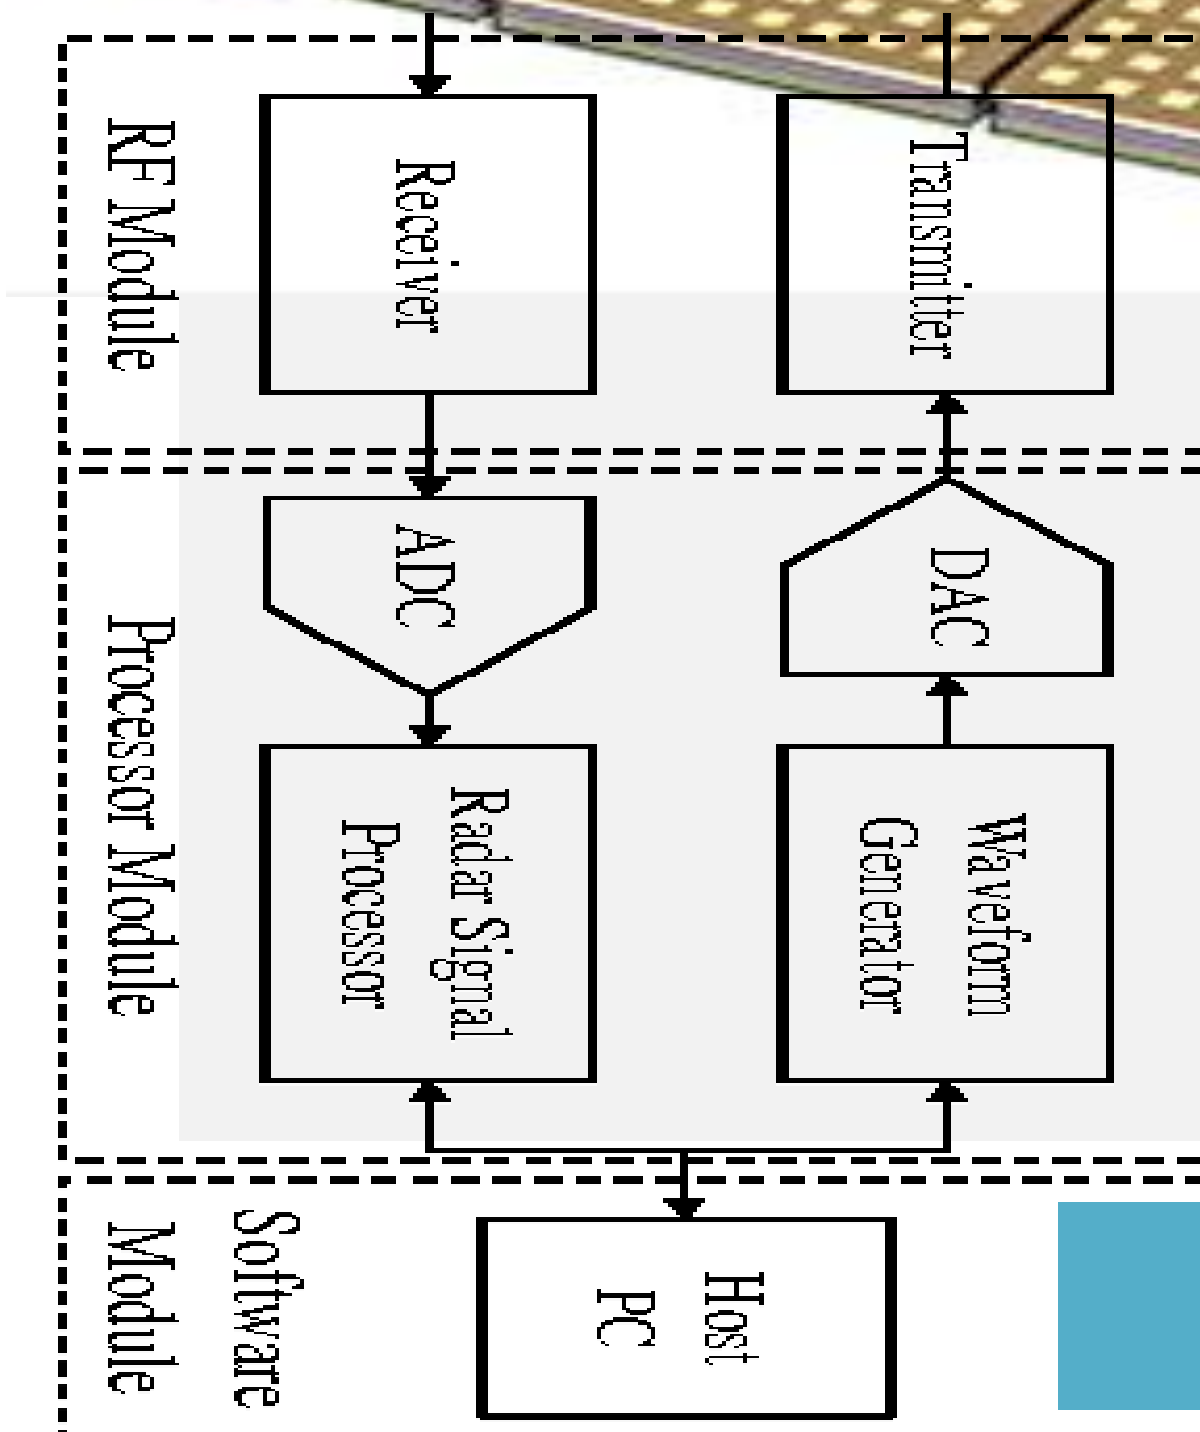 RF Module
Receiver
Transmitter
Processor Module
ADC
DAC
Radar Signal
Processor
Waveform
Generator
Software
Module
Host
PC